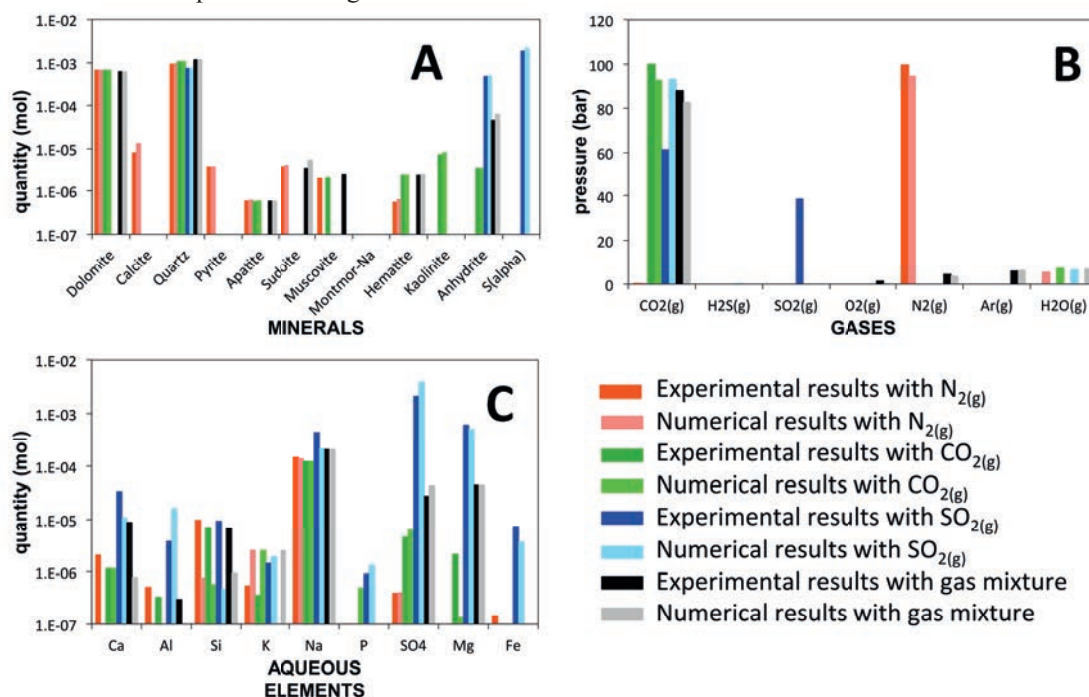 A
quantity (mol)
1.E-02
1.E-03
1.E-04
1.E-05
1.E-06
1.E-07
Dolomite
Calcite
Quartz
Pyrite
Apatite
Sudoite
Muscovite
Montmor-Na
Hematite
Kaolinite
Anhydrite
S(alpha)
MINERALS
B
pressure (bar)
120
100
80
60
40
20
0
CO2(g) H2S(g) SO2(g) O2(g) N2(g) Ar(g) H2O(g)
GASES
C
quantity (mol)
1.E-02
1.E-03
1.E-04
1.E-05
1.E-06
1.E-07
Ca Al Si K Na P SO4 Mg Fe
AQUEOUS
ELEMENTS
Experimental results with N2(g)
Numerical results with N2(g)
Experimental results with CO2(g)
Numerical results with CO2(g)
Experimental results with SO2(g)
Numerical results with SO2(g)
Experimental results with gas mixture
Numerical results with gas mixture